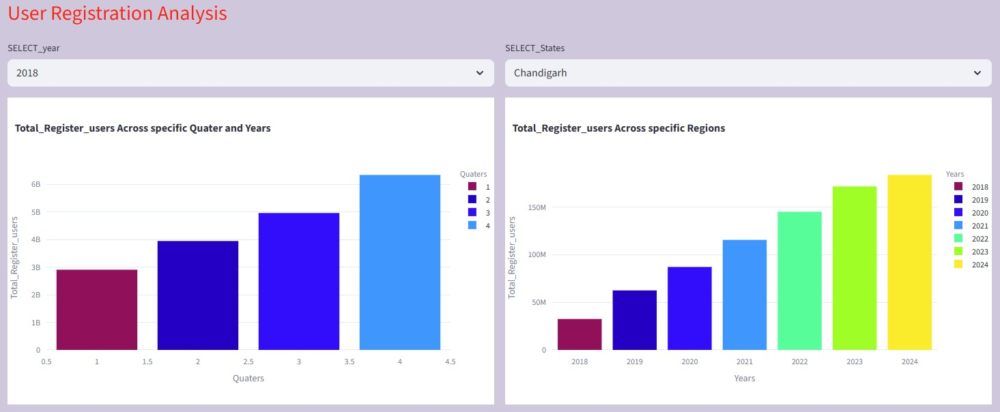 User Registration Analysis
SELECT_year
2018
SELECT_States
Chandigarh
Total_Register_users Across specific Quater and Years
Total_Register_users
6B
5B
4B
3B
2B
1B
0
0.5
1
1.5
2
2.5
3
3.5
4
4.5
Quaters
Quaters
1
2
3
4
Total_Register_users Across specific Regions
Total_Register_users
150M
100M
50M
0
2018
2019
2020
2021
2022
2023
2024
Years
Years
2018
2019
2020
2021
2022
2023
2024